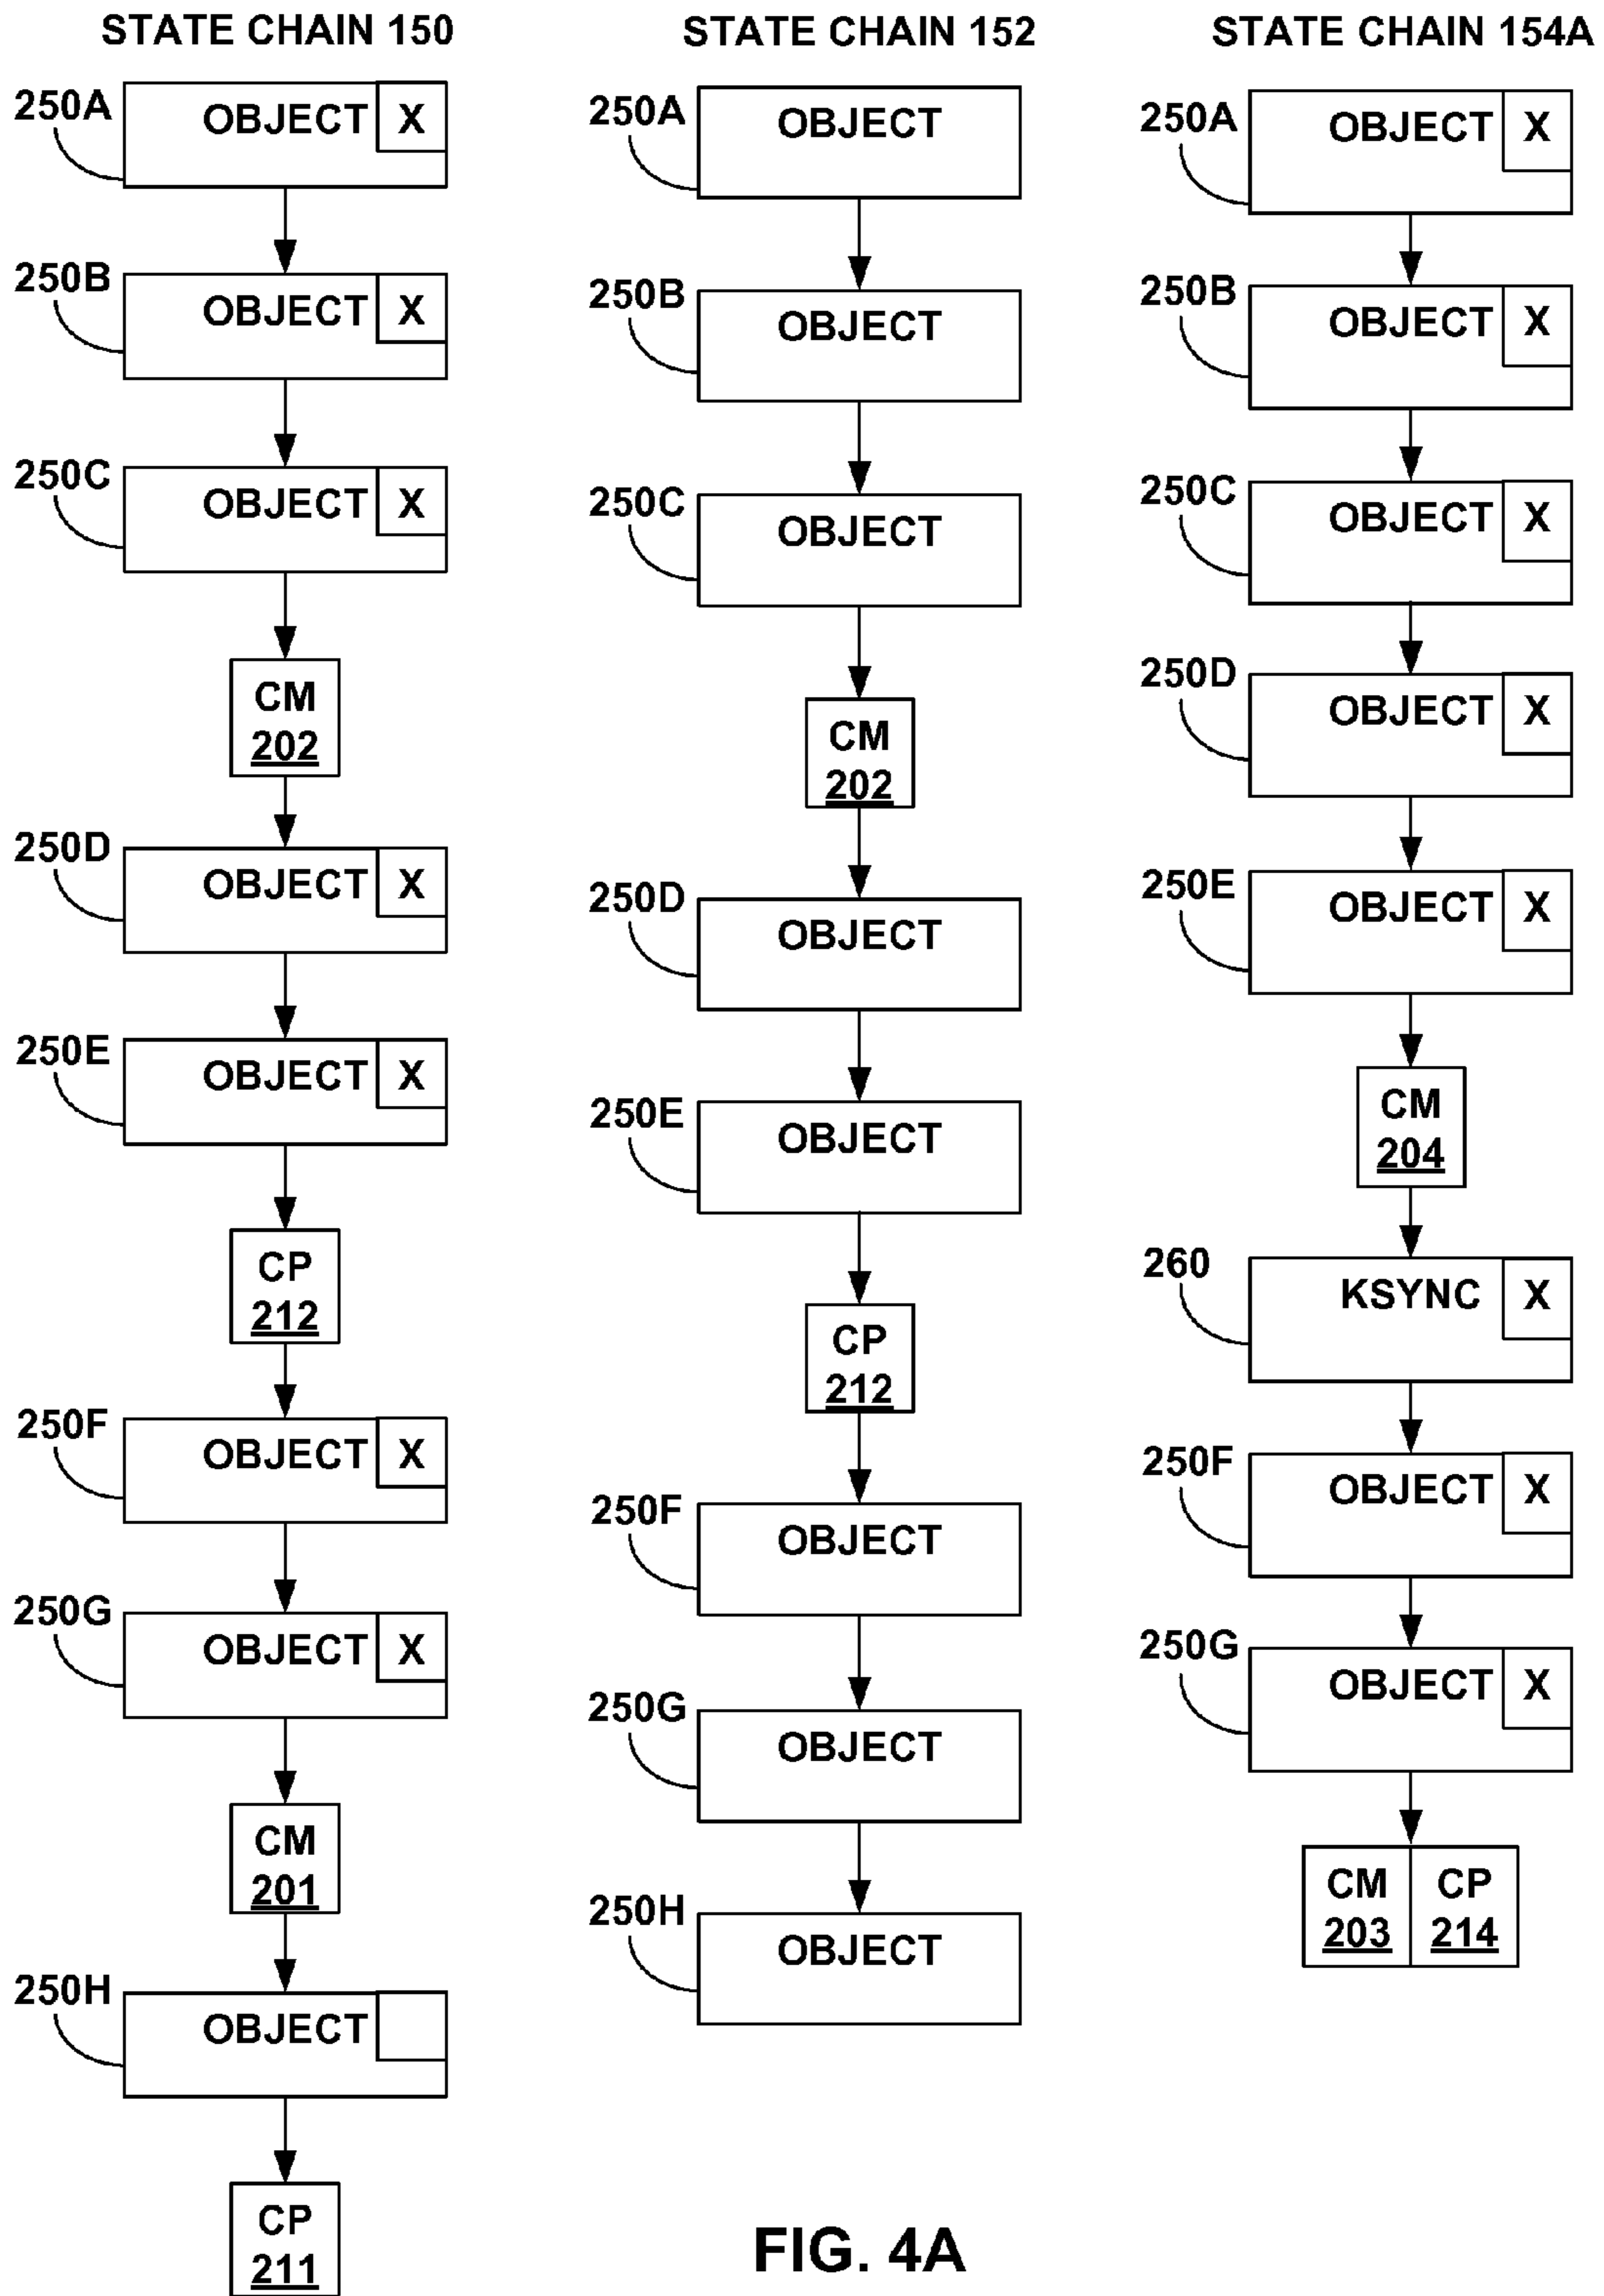 STATE CHAIN 150
250A
OBJECT X
250B
OBJECT X
250C
OBJECT X
CM
202
250D
OBJECT X
250E
OBJECT X
CP
212
250F
OBJECT X
250G
OBJECT X
CM
201
250H
OBJECT
CP
211
STATE CHAIN 152
250A
OBJECT
250B
OBJECT
250C
OBJECT
CM
202
250D
OBJECT
250E
OBJECT
CP
212
250F
OBJECT
250G
OBJECT
250H
OBJECT
STATE CHAIN 154A
250A
OBJECT X
250B
OBJECT X
250C
OBJECT X
250D
OBJECT X
250E
OBJECT X
CM
204
260
KSYNC X
250F
OBJECT X
250G
OBJECT X
CM
203
CP
214
FIG. 4A